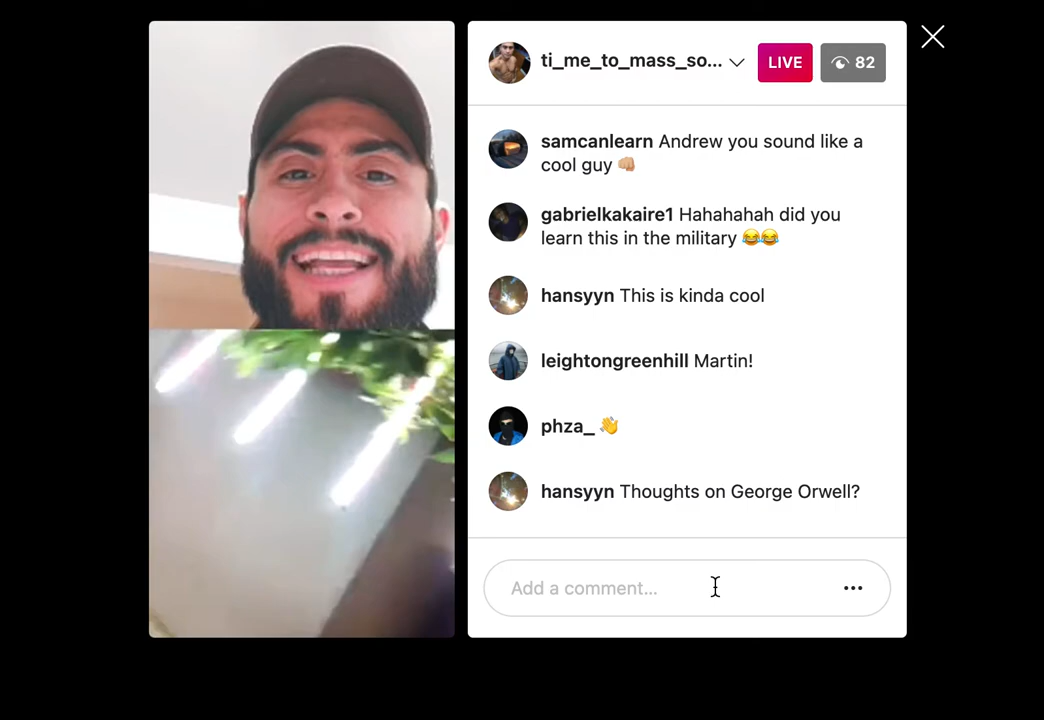 ti_me_to_mass_so...
LIVE
82
samcanlearn Andrew you sound like a
cool guy 👊🏼
gabrielkakaire1 Hahahahah did you
learn this in the military 😂😂
hansyyn This is kinda cool
leightongreenhill Martin!
phza_ 👋
hansyyn Thoughts on George Orwell?
Add a comment...